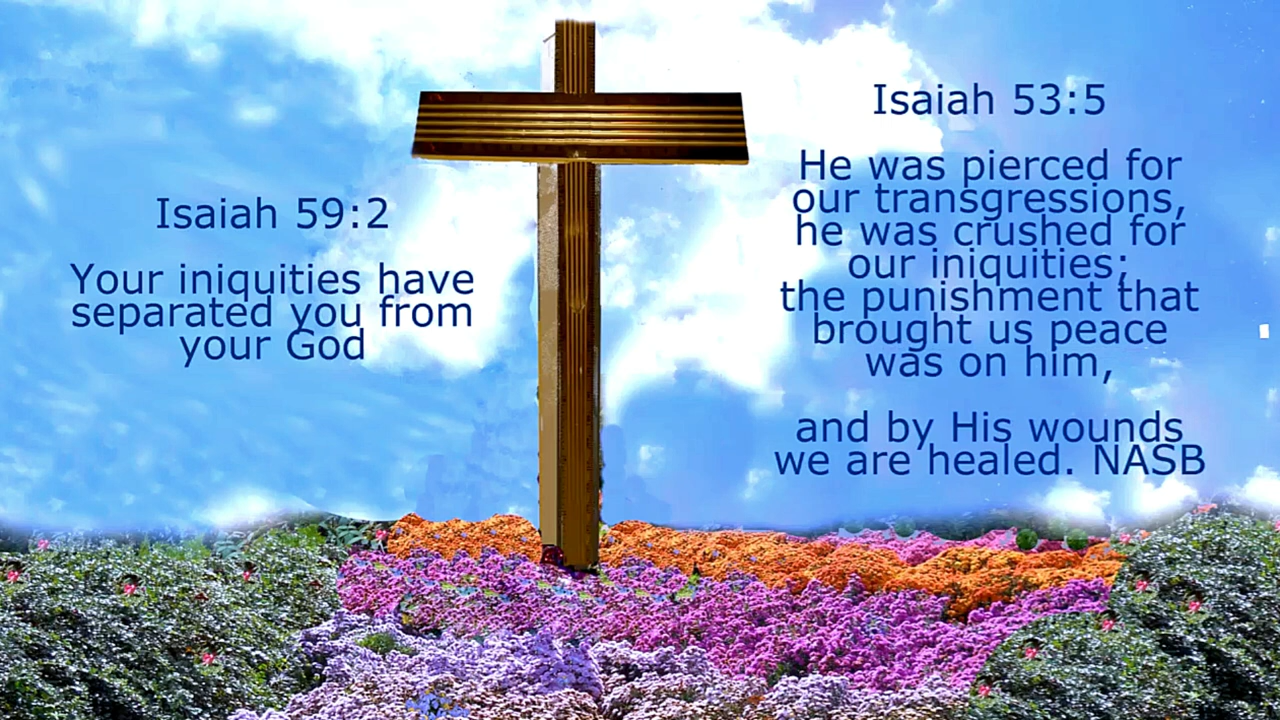 Isaiah 59:2
Your iniquities have
separated you from
your God
Isaiah 53:5
He was pierced for
our transgressions,
he was crushed for
our iniquities;
the punishment that
brought us peace
was on him,
and by His wounds
we are healed. NASB